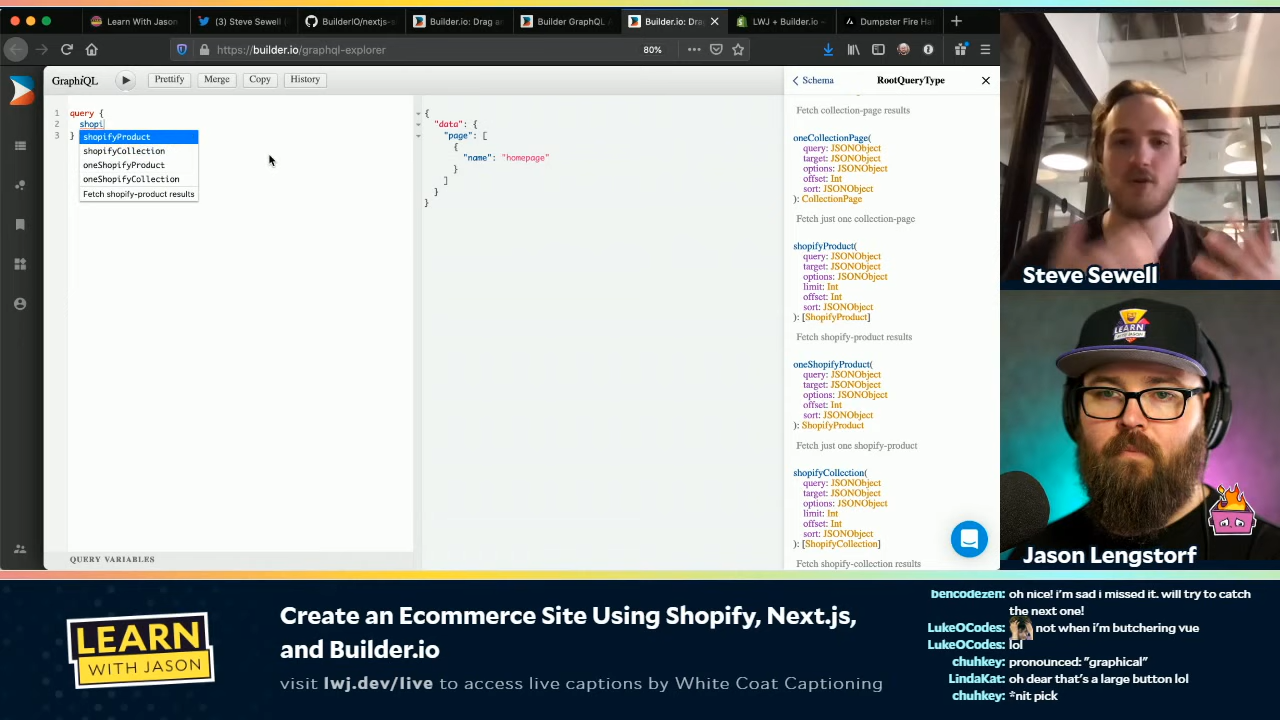 Learn With Jason
(3) Steve Sewell
BuilderIO/nextjs-s
Builder.io: Drag an
Builder GraphQL A
Builder.io: Dra
LWJ + Builder.io
Dumpster Fire Ha
https://builder.io/graphql-explorer
80%
GraphiQL
Prettify
Merge
Copy
History
Schema
RootQueryType
1 query {
2 shopi
3 }
shopifyProduct
shopifyCollection
oneShopifyProduct
oneShopifyCollection
Fetch shopify-product results
{
"data": {
"page": [
{
"name": "homepage"
}
]
}
}
Fetch collection-page results
oneCollectionPage(
query: JSONObject
target: JSONObject
options: JSONObject
offset: Int
sort: JSONObject
): CollectionPage
Fetch just one collection-page
shopifyProduct(
query: JSONObject
target: JSONObject
options: JSONObject
limit: Int
offset: Int
sort: JSONObject
): [ShopifyProduct]
Fetch shopify-product results
oneShopifyProduct(
query: JSONObject
target: JSONObject
options: JSONObject
offset: Int
sort: JSONObject
): ShopifyProduct
Fetch just one shopify-product
shopifyCollection(
query: JSONObject
target: JSONObject
options: JSONObject
limit: Int
offset: Int
sort: JSONObject
): [ShopifyCollection]
Fetch shopify-collection results
QUERY VARIABLES
Steve Sewell
LEARN
Jason Lengstorf
LEARN
WITH JASON
Create an Ecommerce Site Using Shopify, Next.js,
and Builder.io
visit lwj.dev/live to access live captions by White Coat Captioning
bencodezen: oh nice! i'm sad i missed it. will try to catch
the next one!
LukeOCodes: not when i'm butchering vue
LukeOCodes: lol
chuhkey: pronounced: "graphical"
LindaKat: oh dear that's a large button lol
chuhkey: *nit pick